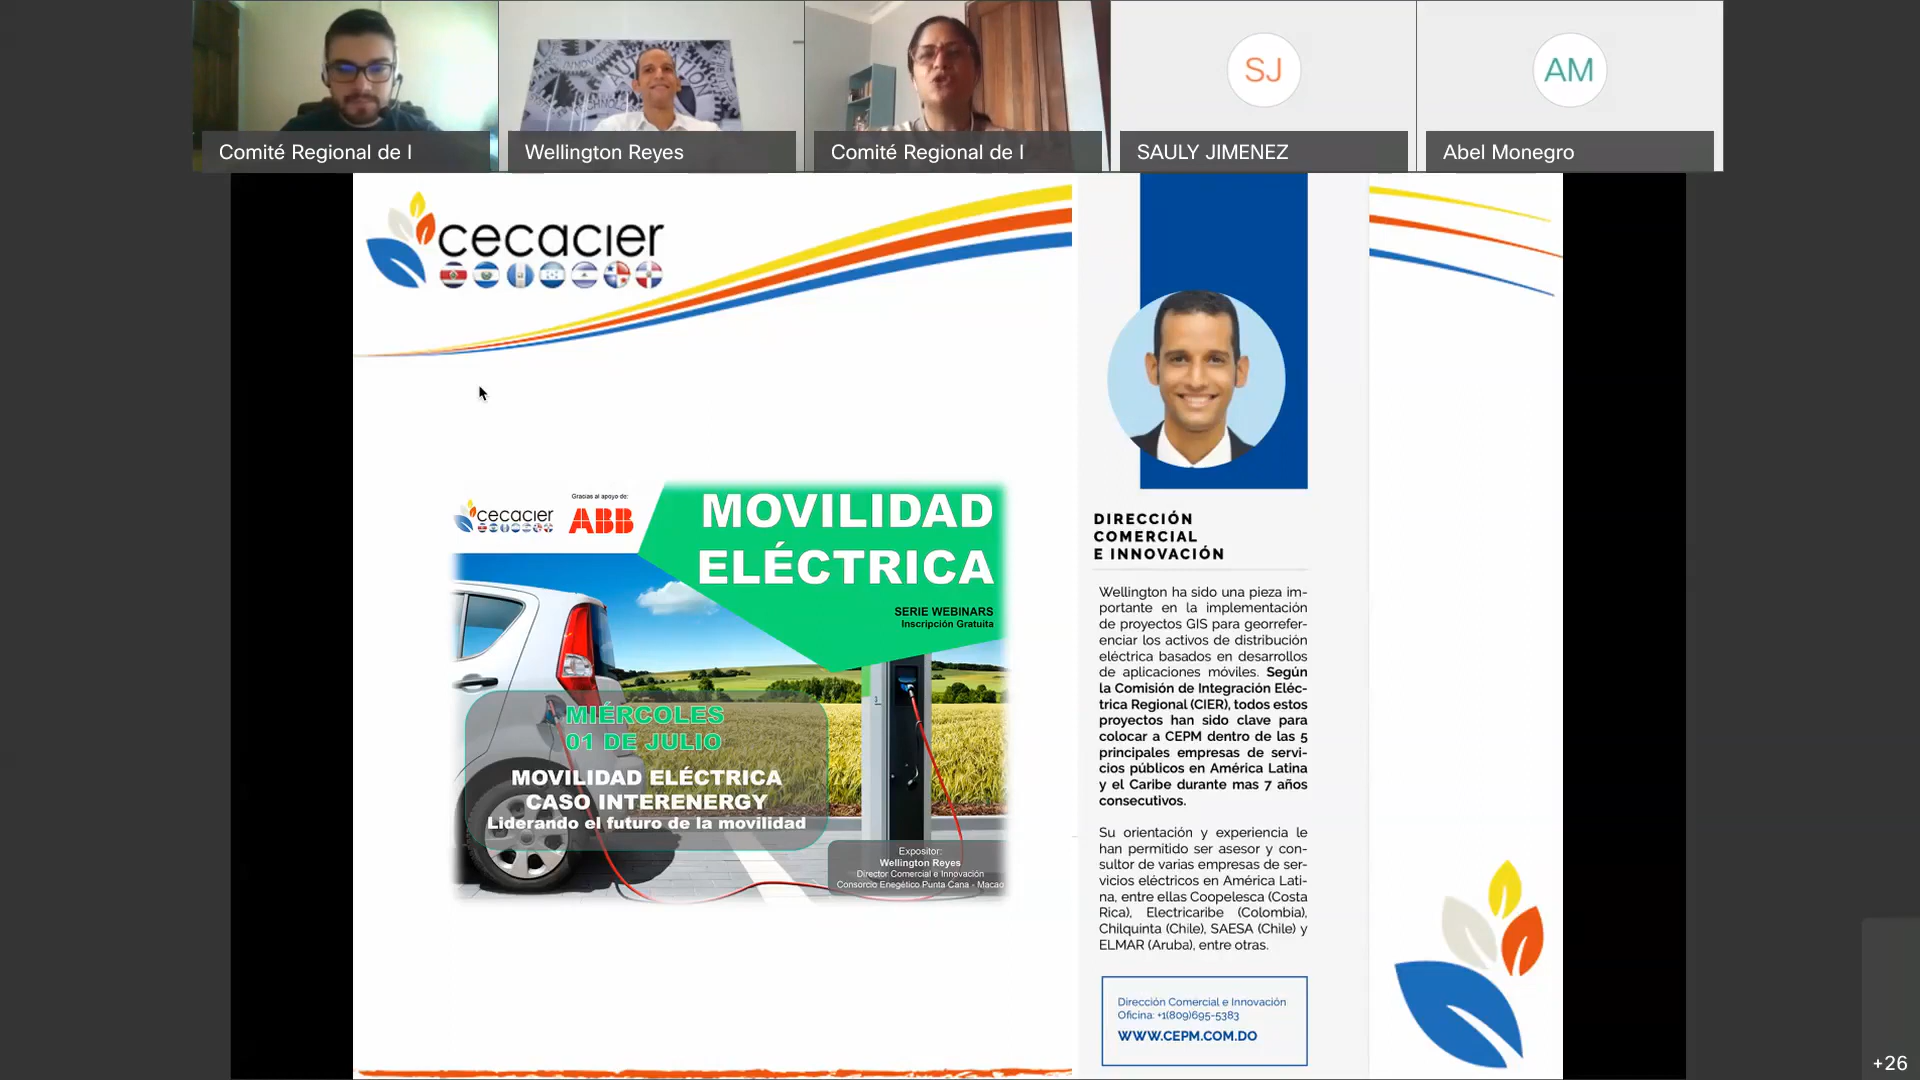 Comité Regional de I
Wellington Reyes
Comité Regional de I
SJ
SAULY JIMENEZ
AM
Abel Monegro
cecacier
Gracias al apoyo de:
cecacier
ABB
MOVILIDAD
ELÉCTRICA
SERIE WEBINARS
Inscripción Gratuita
MIÉRCOLES
01 DE JULIO
MOVILIDAD ELÉCTRICA
CASO INTERENERGY
Liderando el futuro de la movilidad
Expositor:
Wellington Reyes
Director Comercial e Innovación
Consorcio Enegético Punta Cana - Macao
DIRECCIÓN
COMERCIAL
E INNOVACIÓN
Wellington ha sido una pieza im-
portante en la implementación
de proyectos GIS para georrefer-
enciar los activos de distribución
eléctrica basados en desarrollos
de aplicaciones móviles. Según
la Comisión de Integración Eléc-
trica Regional (CIER), todos estos
proyectos han sido clave para
colocar a CEPM dentro de las 5
principales empresas de servi-
cios públicos en América Latina
y el Caribe durante mas 7 años
consecutivos.
Su orientación y experiencia le
han permitido ser asesor y con-
sultor de varias empresas de ser-
vicios eléctricos en América Lati-
na, entre ellas Coopelesca (Costa
Rica), Electricaribe (Colombia),
Chilquinta (Chile), SAESA (Chile) y
ELMAR (Aruba), entre otras.
Dirección Comercial e Innovación
Oficina: +1(809)695-5383
WWW.CEPM.COM.DO
+26